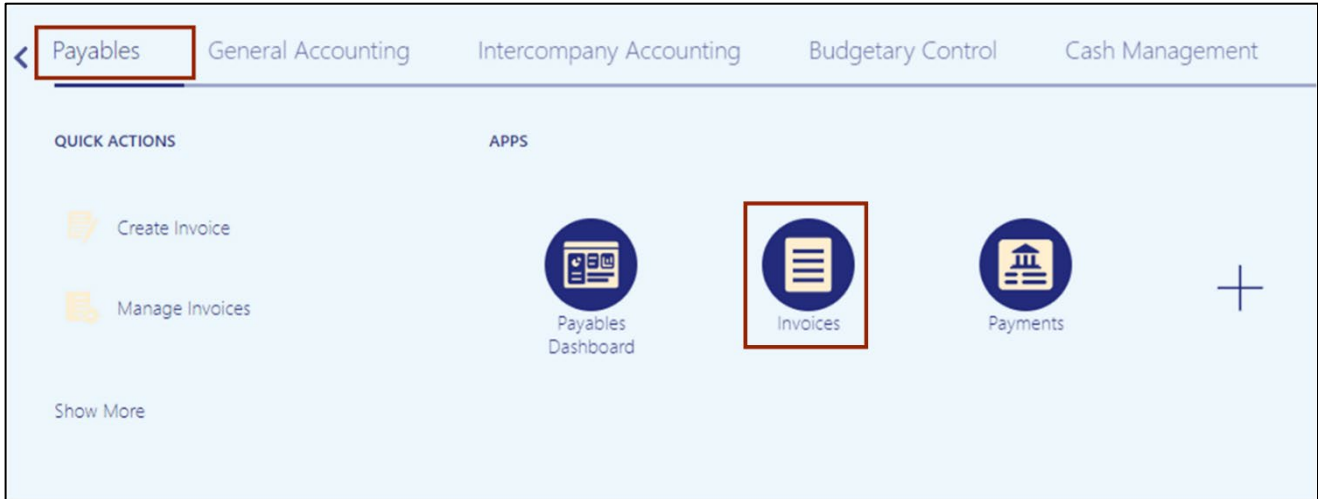 Payables General Accounting Intercompany Accounting Budgetary Control Cash Management
QUICK ACTIONS
APPS
Create Invoice
Manage Invoices
Show More
Payables
Dashboard
Invoices
Payments